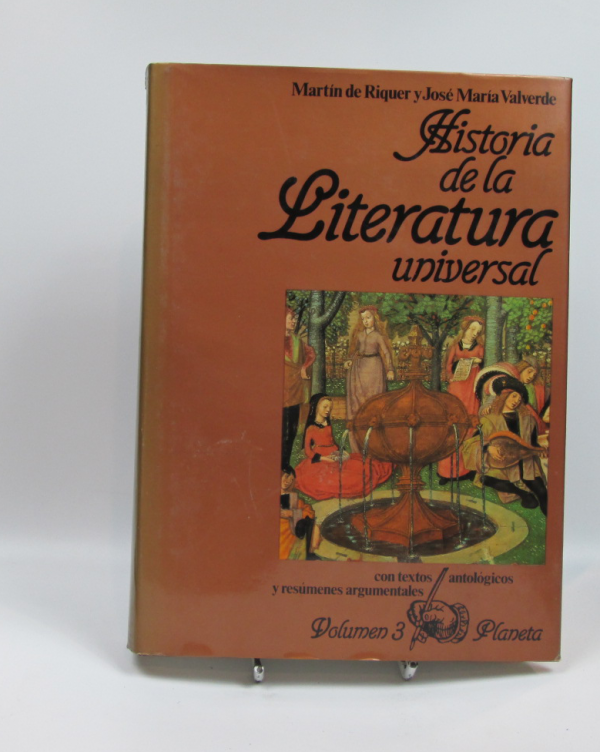 Martín de Riquer y José María Valverde
Historia
de la
Literatura
universal
con textos antológicos
y resúmenes argumentales
Volumen 3 Planeta